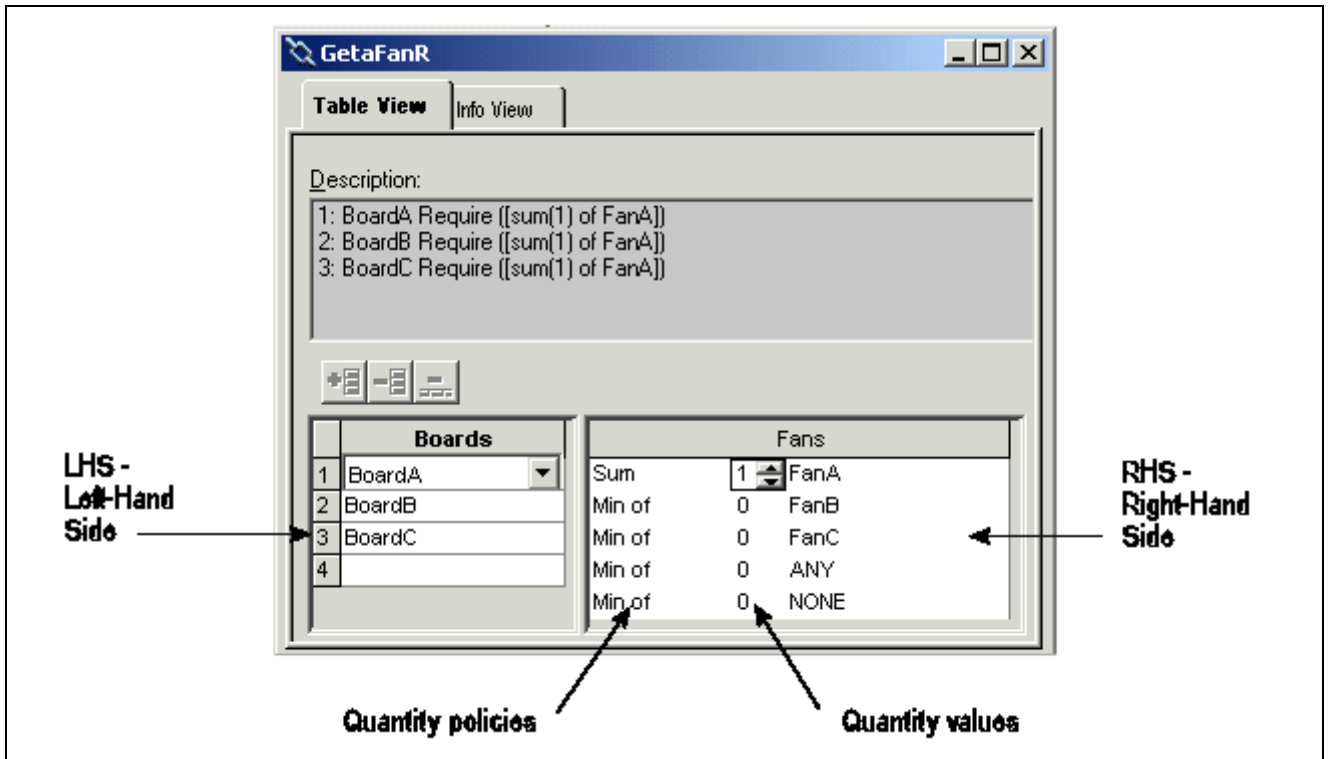 GetaFanR
Table View
Info View
Description:
1: BoardA Require ([sum(1) of FanA])
2: BoardB Require ([sum(1) of FanA])
3: BoardC Require ([sum(1) of FanA])
Boards
1 BoardA
2 BoardB
3 BoardC
4
Fans
Sum 1 FanA
Min of 0 FanB
Min of 0 FanC
Min of 0 ANY
Min of 0 NONE
LHS -
Left-Hand
Side
RHS -
Right-Hand
Side
Quantity policies
Quantity values